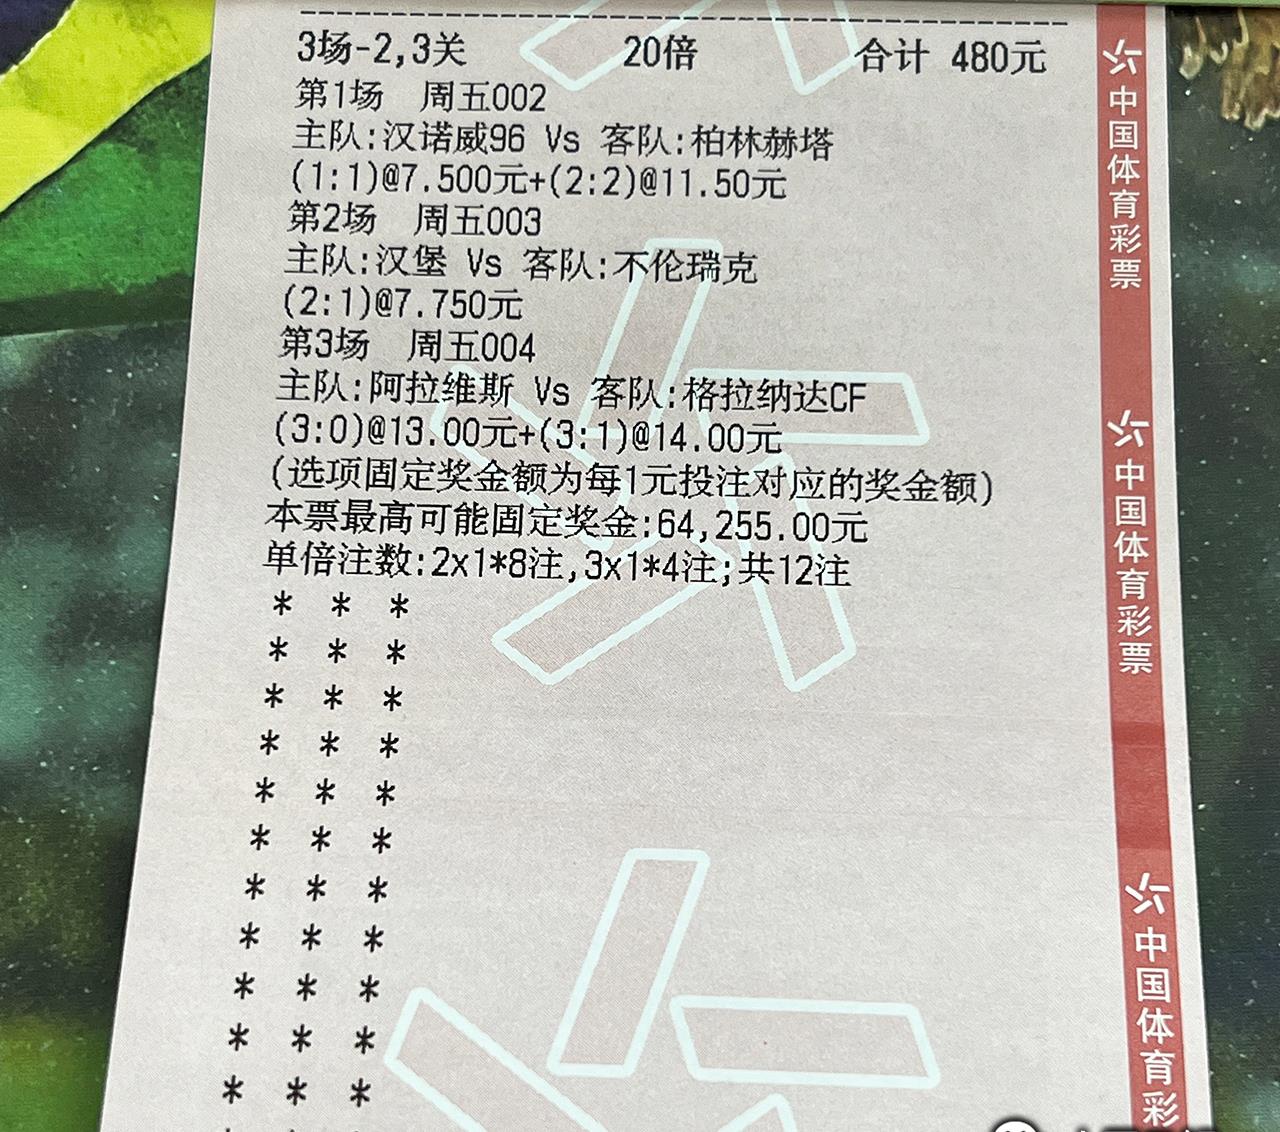 3场-2,3关 20倍 合计 480元
第1场 周五002
主队:汉诺威96 Vs 客队:柏林赫塔
(1:1)@7.500元+(2:2)@11.50元
第2场 周五003
主队:汉堡 Vs 客队:不伦瑞克
(2:1)@7.750元
第3场 周五004
主队:阿拉维斯 Vs 客队:格拉纳达CF
(3:0)@13.00元+(3:1)@14.00元
(选项固定奖金额为每1元投注对应的奖金额)
本票最高可能固定奖金:64,255.00元
单倍注数:2x1*8注,3x1*4注;共12注
* * *
* * *
* * *
* * *
* * *
* * *
* * *
* * *
* * *
* * *
* * *
中国体育彩票
中国体育彩票
中国体育彩